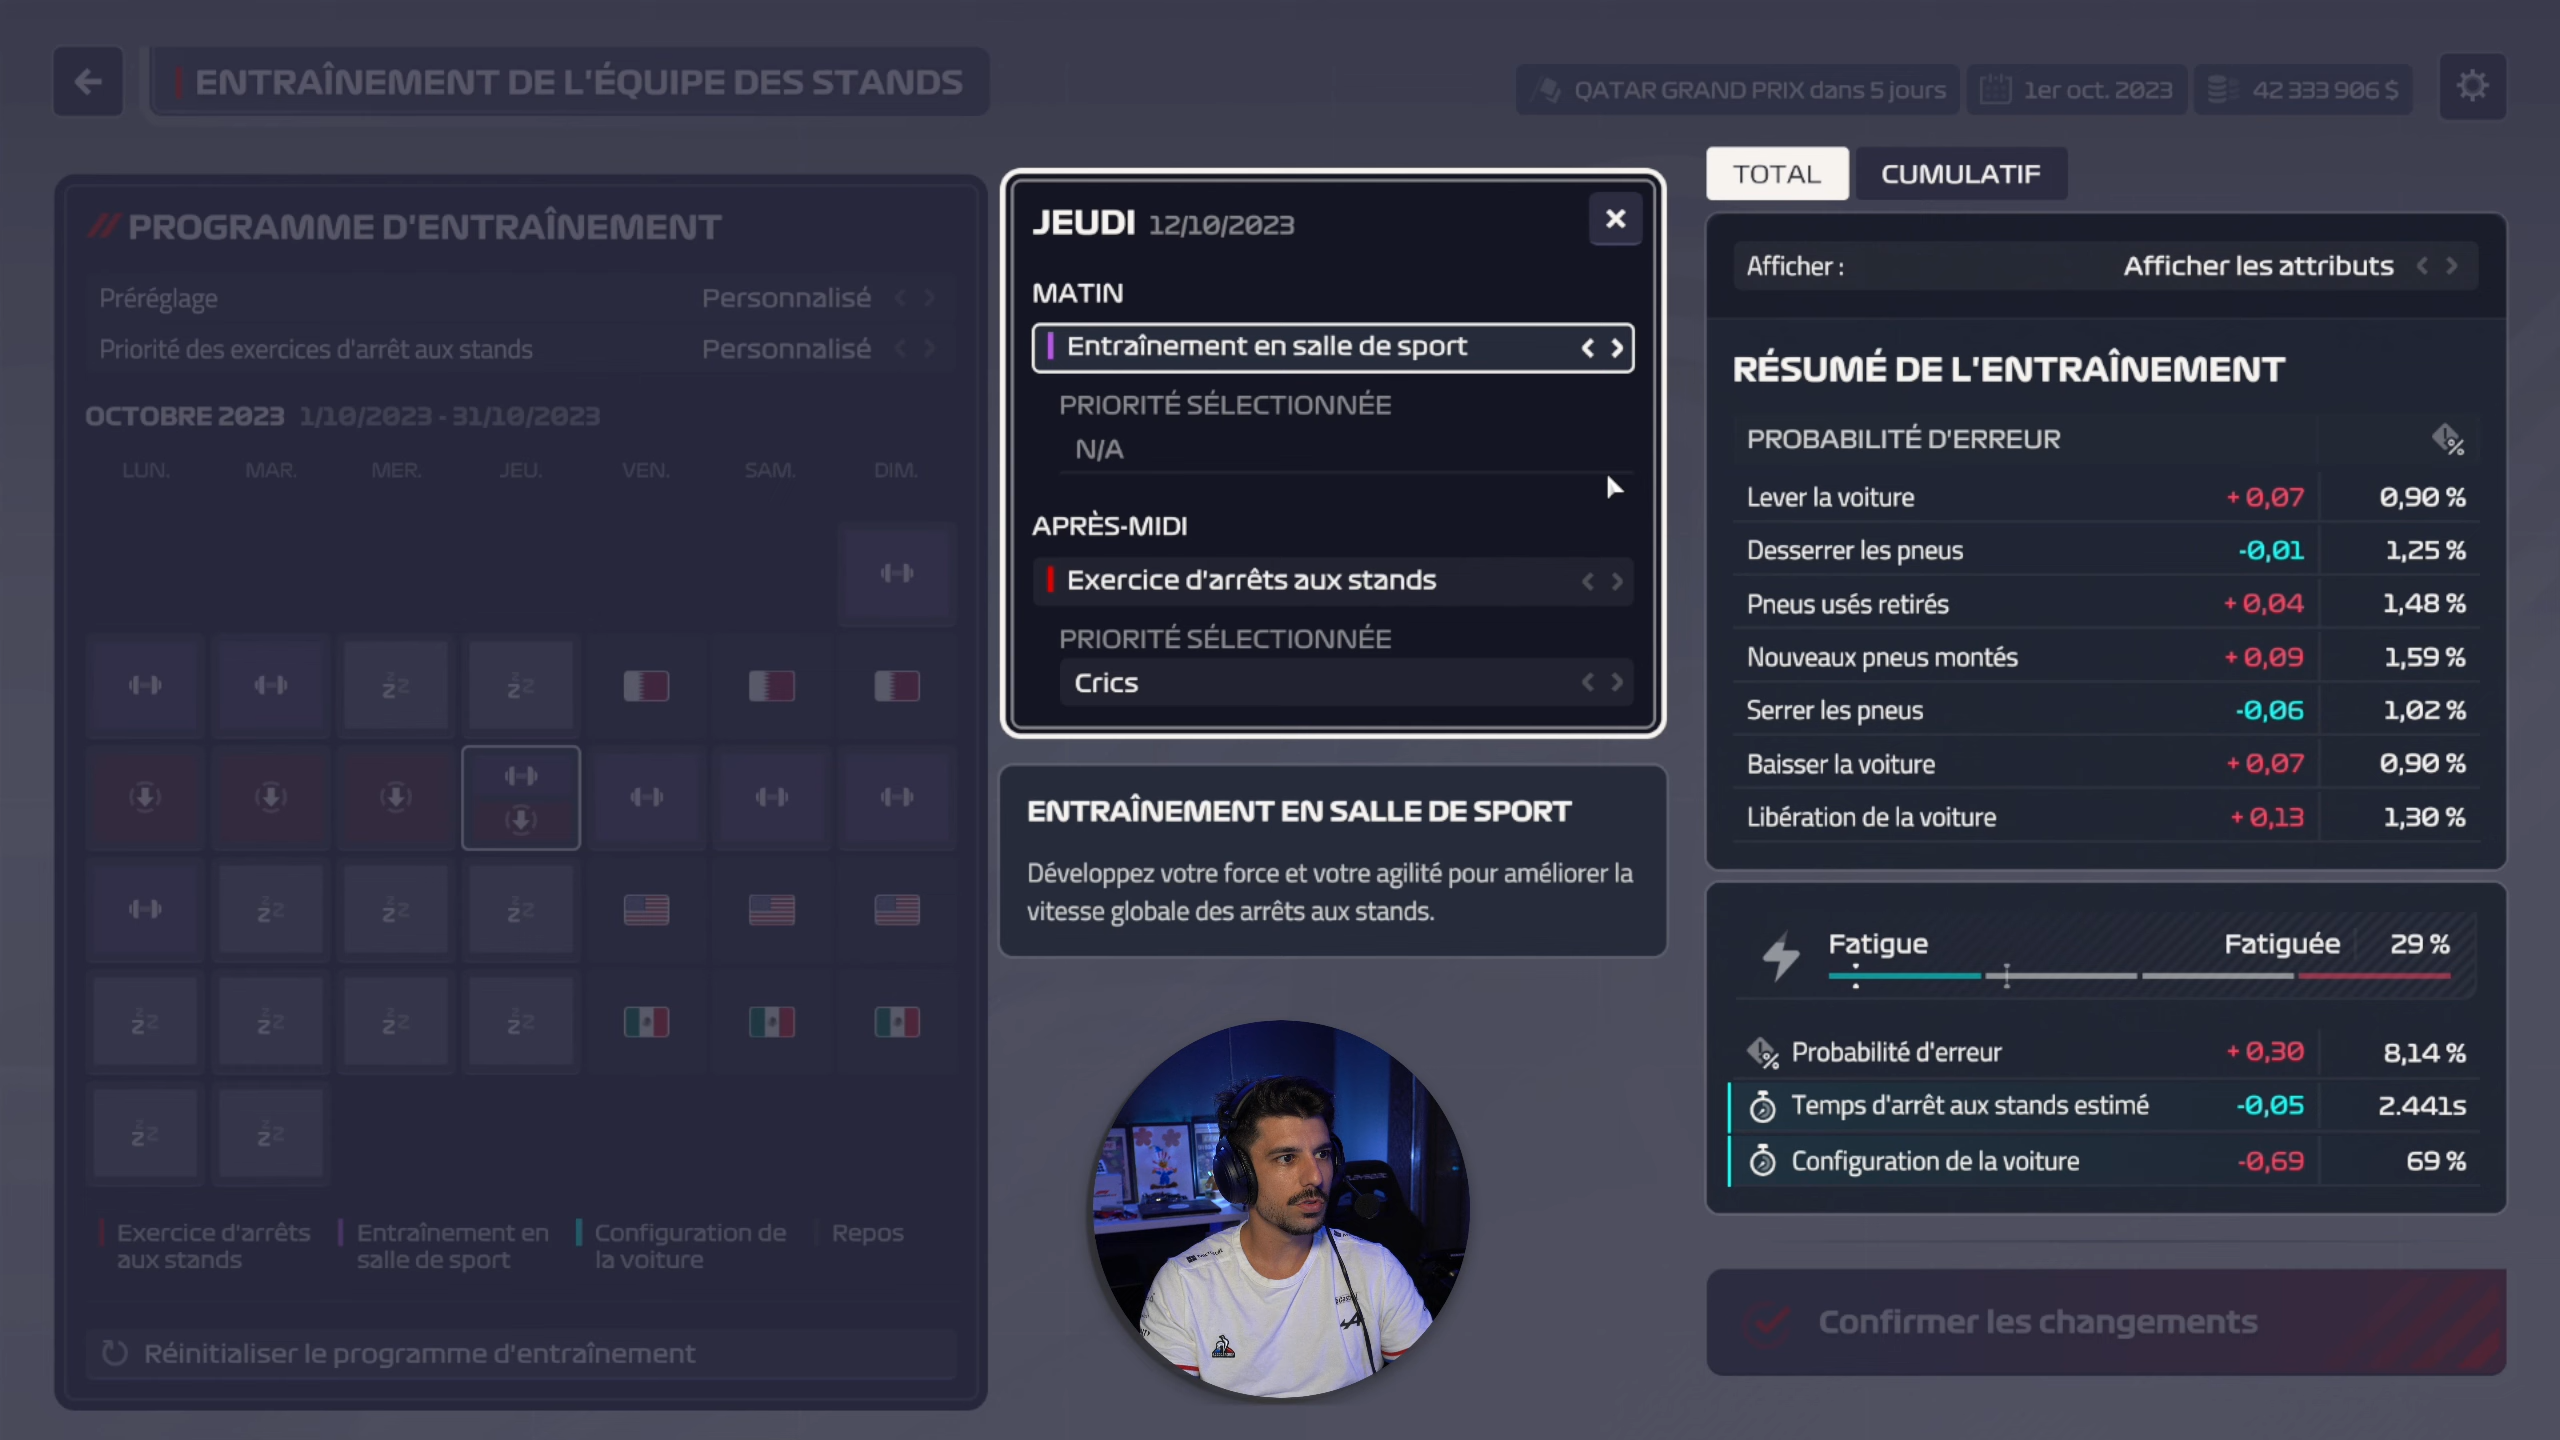 ENTRAÎNEMENT DE L'ÉQUIPE DES STANDS
QATAR GRAND PRIX dans 5 jours
1er oct. 2023
42 333 906 $
PROGRAMME D'ENTRAÎNEMENT
Préréglage Personnalisé
Priorité des exercices d'arrêt aux stands Personnalisé
OCTOBRE 2023 1/10/2023 - 31/10/2023
LUN. MAR. MER. JEU. VEN. SAM. DIM.
Exercice d'arrêts
aux stands
Entraînement en
salle de sport
Configuration de
la voiture
Repos
Réinitialiser le programme d'entraînement
JEUDI 12/10/2023
MATIN
Entraînement en salle de sport
PRIORITÉ SÉLECTIONNÉE
N/A
APRÈS-MIDI
Exercice d'arrêts aux stands
PRIORITÉ SÉLECTIONNÉE
Crics
ENTRAÎNEMENT EN SALLE DE SPORT
Développez votre force et votre agilité pour améliorer la
vitesse globale des arrêts aux stands.
TOTAL CUMULATIF
Afficher : Afficher les attributs
RÉSUMÉ DE L'ENTRAÎNEMENT
PROBABILITÉ D'ERREUR
Lever la voiture + 0,07 0,90 %
Desserrer les pneus -0,01 1,25 %
Pneus usés retirés + 0,04 1,48 %
Nouveaux pneus montés + 0,09 1,59 %
Serrer les pneus -0,06 1,02 %
Baisser la voiture + 0,07 0,90 %
Libération de la voiture + 0,13 1,30 %
Fatigue Fatiguée 29 %
Probabilité d'erreur + 0,30 8,14 %
Temps d'arrêt aux stands estimé -0,05 2.441s
Configuration de la voiture -0,69 69 %
Confirmer les changements